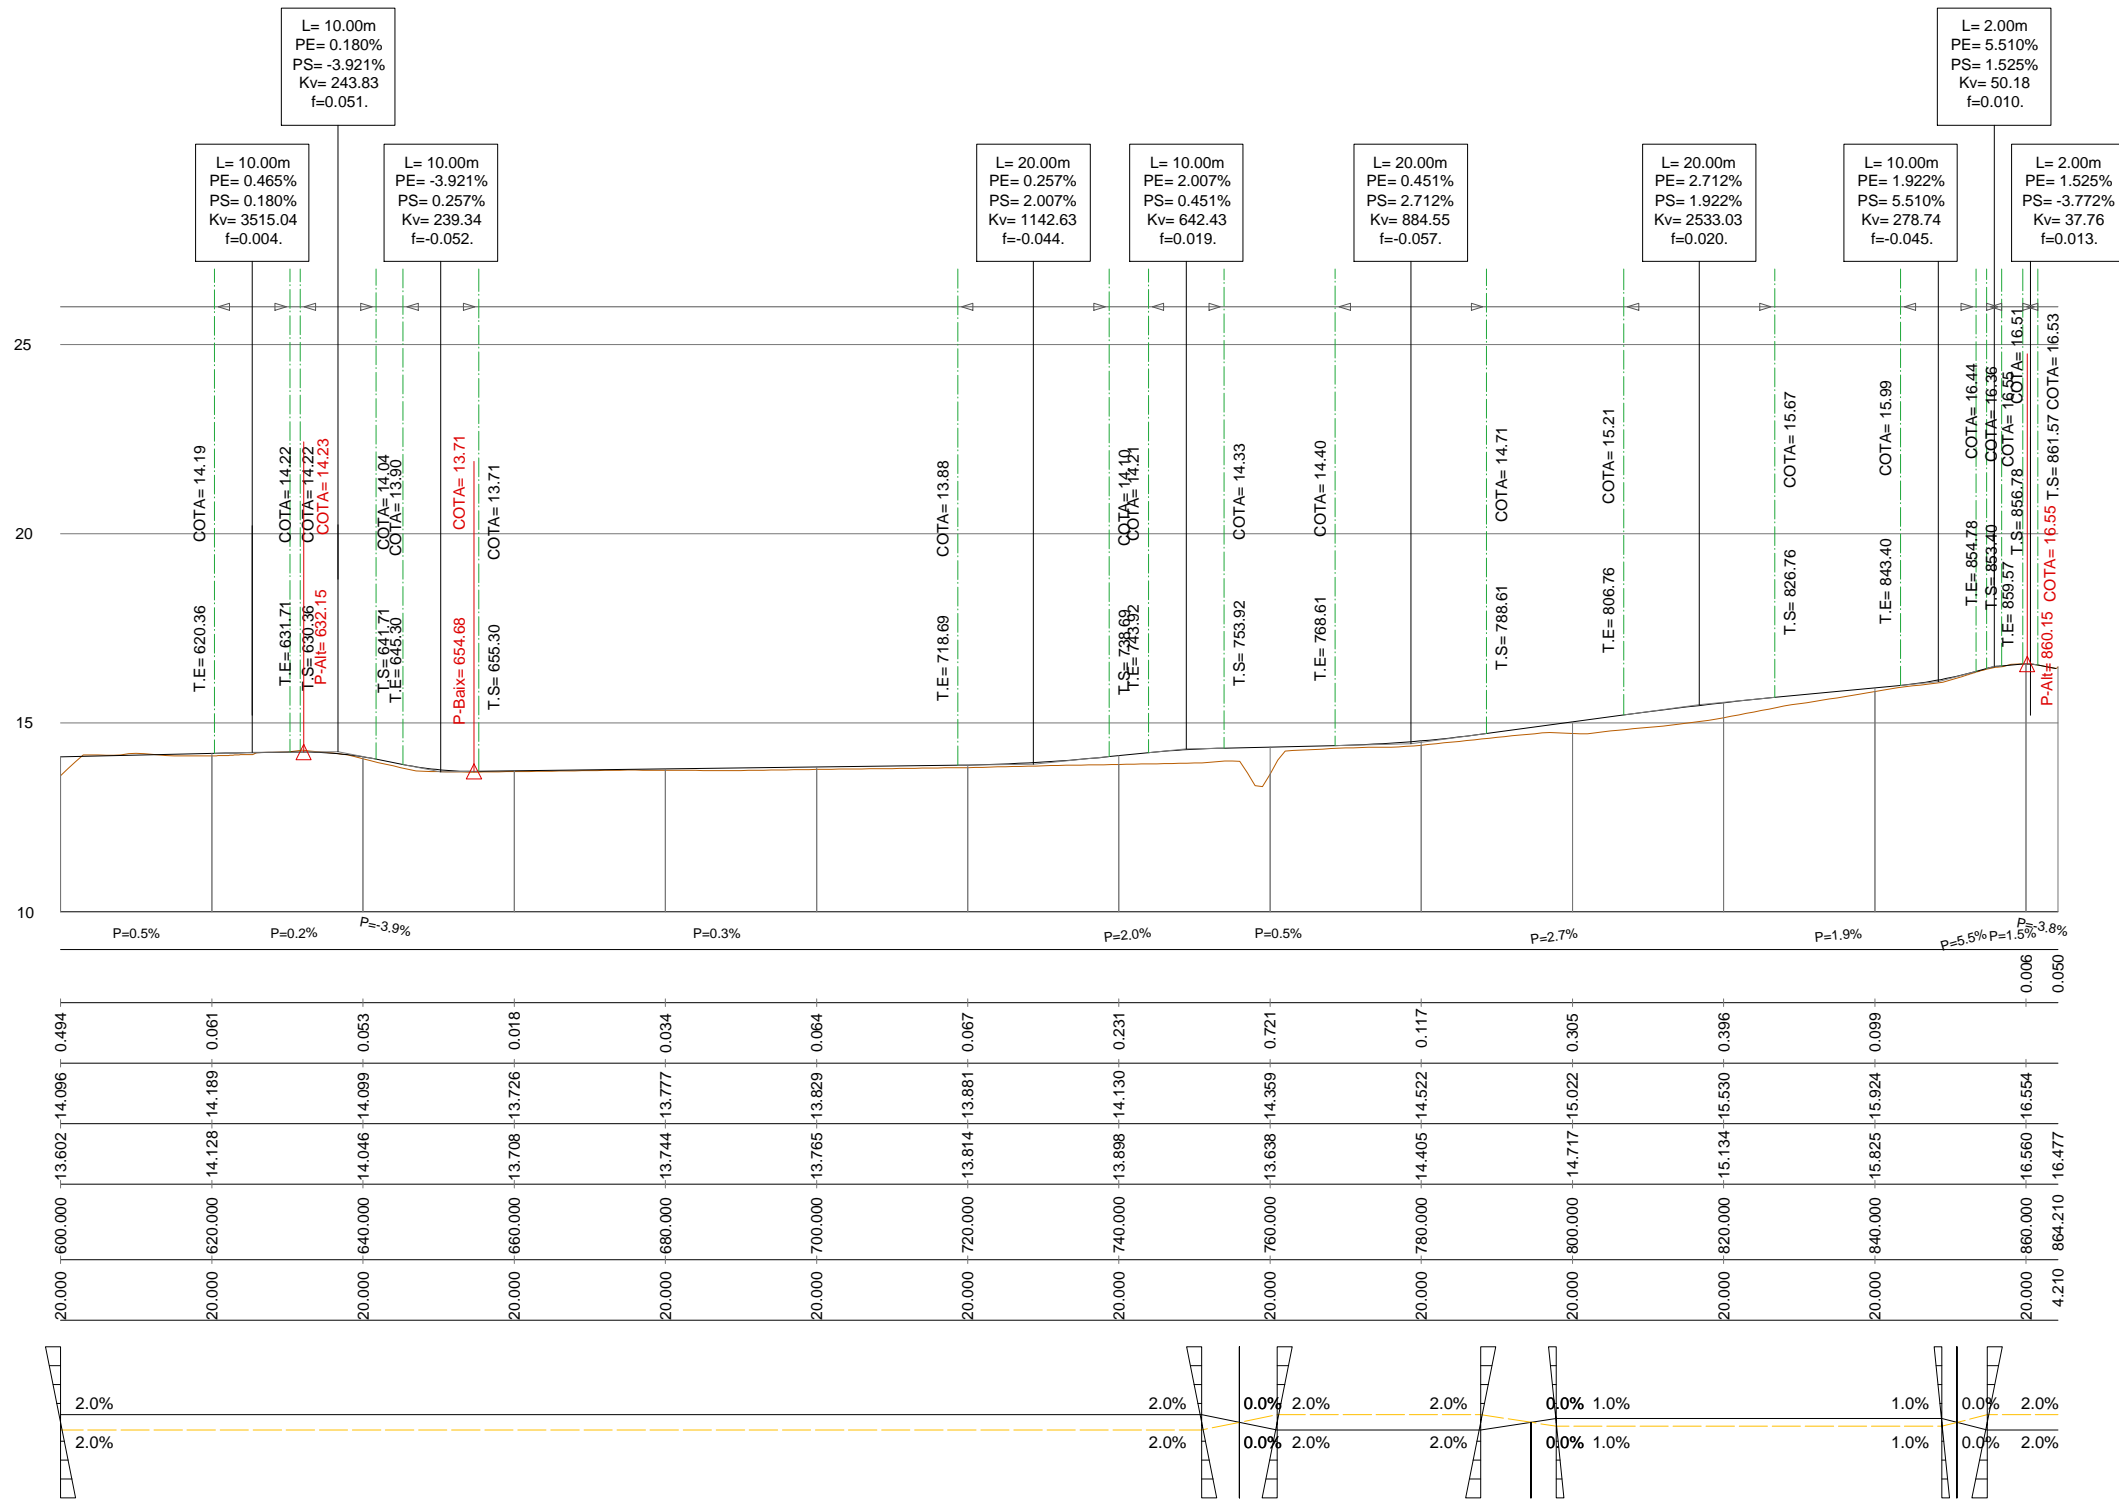 L= 10.00m
PE= 0.180%
PS= -3.921%
Kv= 243.83
f=0.051.
L= 2.00m
PE= 5.510%
PS= 1.525%
Kv= 50.18
f=0.010.
L= 10.00m
PE= 0.465%
PS= 0.180%
Kv= 3515.04
f=0.004.
L= 10.00m
PE= -3.921%
PS= 0.257%
Kv= 239.34
f=-0.052.
L= 20.00m
PE= 0.257%
PS= 2.007%
Kv= 1142.63
f=-0.044.
L= 10.00m
PE= 2.007%
PS= 0.451%
Kv= 642.43
f=0.019.
L= 20.00m
PE= 0.451%
PS= 2.712%
Kv= 884.55
f=-0.057.
L= 20.00m
PE= 2.712%
PS= 1.922%
Kv= 2533.03
f=0.020.
L= 10.00m
PE= 1.922%
PS= 5.510%
Kv= 278.74
f=-0.045.
L= 2.00m
PE= 1.525%
PS= -3.772%
Kv= 37.76
f=0.013.
25
20
15
10
T.E= 620.36 COTA= 14.19
T.E= 631.71 COTA= 14.22
T.S= 630.36 COTA= 14.22
P-Alt= 632.15 COTA= 14.23
T.S= 641.71 COTA= 14.04
T.E= 645.30 COTA= 13.90
P-Baix= 654.68 COTA= 13.71
T.S= 655.30 COTA= 13.71
T.E= 718.69 COTA= 13.88
T.S= 738.69 COTA= 14.10
T.E= 743.92 COTA= 14.21
T.S= 753.92 COTA= 14.33
T.E= 768.61 COTA= 14.40
T.S= 788.61 COTA= 14.71
T.E= 806.76 COTA= 15.21
T.S= 826.76 COTA= 15.67
T.E= 843.40 COTA= 15.99
T.E= 854.78 COTA= 16.44
T.S= 853.40 COTA= 16.36
T.E= 859.57 COTA= 16.55
T.S= 856.78 COTA= 16.51
P-Alt= 860.15 COTA= 16.55
T.S= 861.57 COTA= 16.53
P=0.5% P=0.2% P=-3.9% P=0.3% P=2.0% P=0.5% P=2.7% P=1.9% P=5.5% P=1.5% P=-3.8%
0.006 0.050
0.494 0.061 0.053 0.018 0.034 0.064 0.067 0.231 0.721 0.117 0.305 0.396 0.099
14.096 14.189 14.099 13.726 13.777 13.829 13.881 14.130 14.359 14.522 15.022 15.530 15.924 16.554
13.602 14.128 14.046 13.708 13.744 13.765 13.814 13.898 13.638 14.405 14.717 15.134 15.825 16.560 16.477
600.000 620.000 640.000 660.000 680.000 700.000 720.000 740.000 760.000 780.000 800.000 820.000 840.000 860.000 864.210
20.000 20.000 20.000 20.000 20.000 20.000 20.000 20.000 20.000 20.000 20.000 20.000 20.000 20.000 4.210
2.0% 2.0% 0.0% 2.0% 2.0% 0.0% 1.0% 1.0% 0.0% 2.0%
2.0% 2.0% 0.0% 2.0% 2.0% 0.0% 1.0% 1.0% 0.0% 2.0%